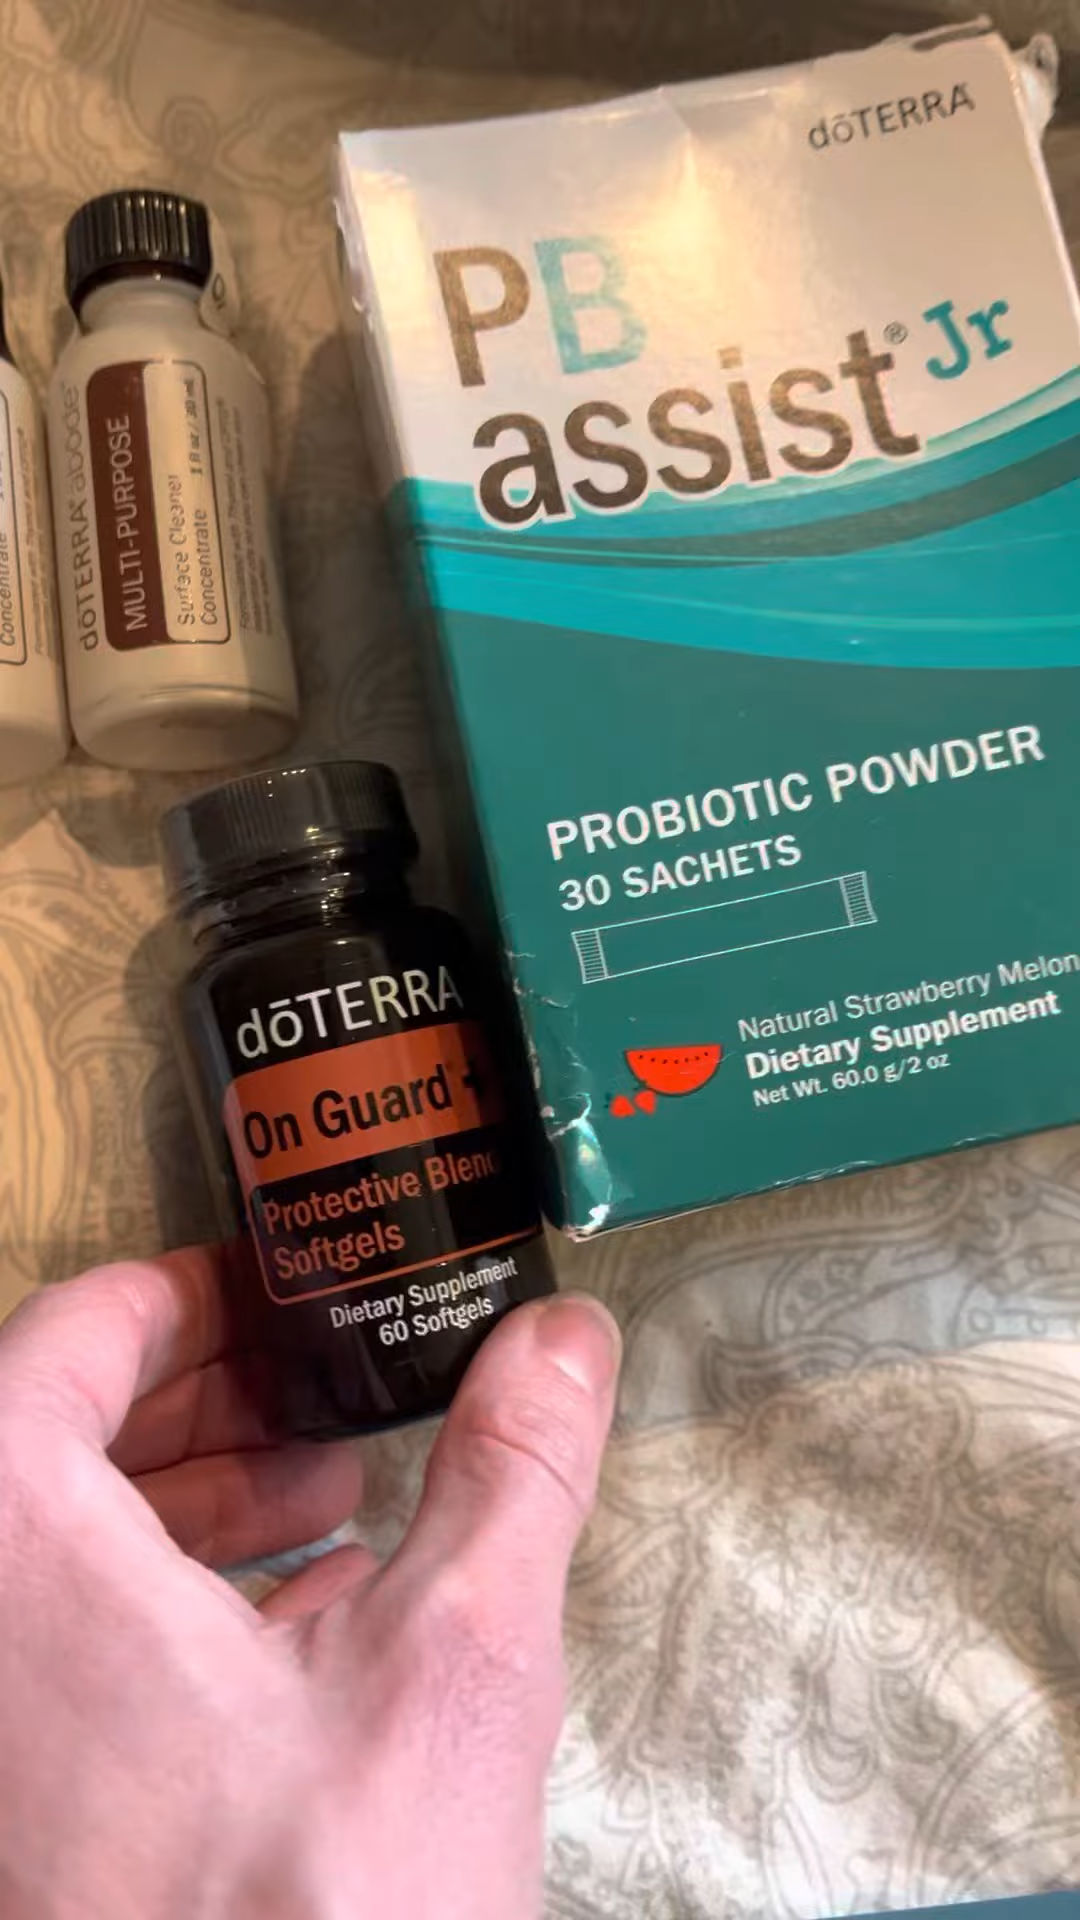 dōTERRA
PB
assist® Jr
PROBIOTIC POWDER
30 SACHETS
Natural Strawberry Melon
Dietary Supplement
Net Wt. 60.0 g/2 oz
dōTERRA abōde™
MULTI-PURPOSE
Surface Cleaner
Concentrate
1 fl oz / 30 mL
Concentrate
dōTERRA
On Guard +
Protective Blend
Softgels
Dietary Supplement
60 Softgels